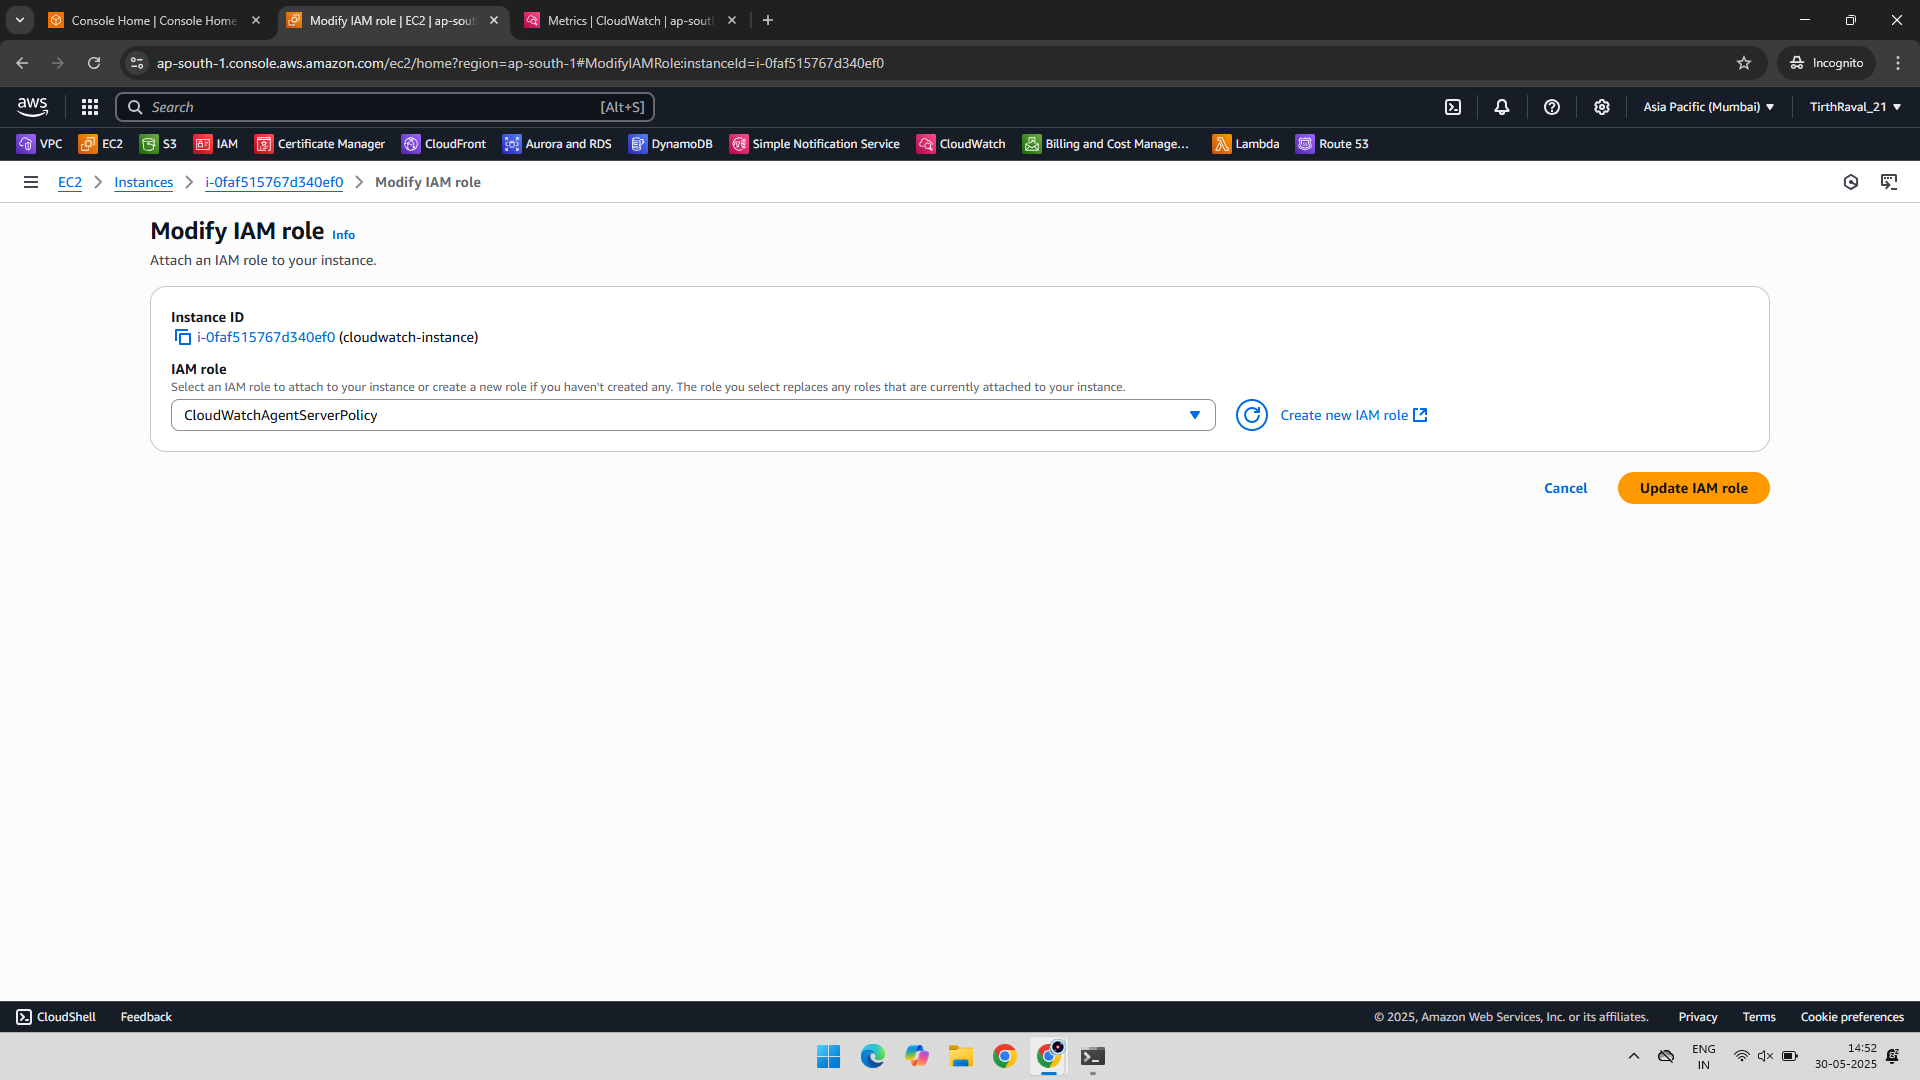 Console Home | Console Home
Modify IAM role | EC2 | ap-sout
Metrics | CloudWatch | ap-south
ap-south-1.console.aws.amazon.com/ec2/home?region=ap-south-1#ModifyIAMRole:instanceId=i-0faf515767d340ef0
Incognito
aws
Search
[Alt+S]
Asia Pacific (Mumbai)
TirthRaval_21
VPC
EC2
S3
IAM
Certificate Manager
CloudFront
Aurora and RDS
DynamoDB
Simple Notification Service
CloudWatch
Billing and Cost Manage...
Lambda
Route 53
EC2
Instances
i-0faf515767d340ef0
Modify IAM role
Modify IAM role Info
Attach an IAM role to your instance.
Instance ID
i-0faf515767d340ef0 (cloudwatch-instance)
IAM role
Select an IAM role to attach to your instance or create a new role if you haven't created any. The role you select replaces any roles that are currently attached to your instance.
CloudWatchAgentServerPolicy
Create new IAM role
Cancel
Update IAM role
CloudShell
Feedback
© 2025, Amazon Web Services, Inc. or its affiliates.
Privacy
Terms
Cookie preferences
ENG
IN
14:52
30-05-2025